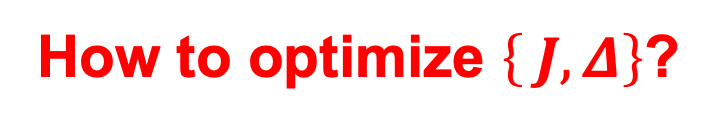 How to optimize {J, Δ}?